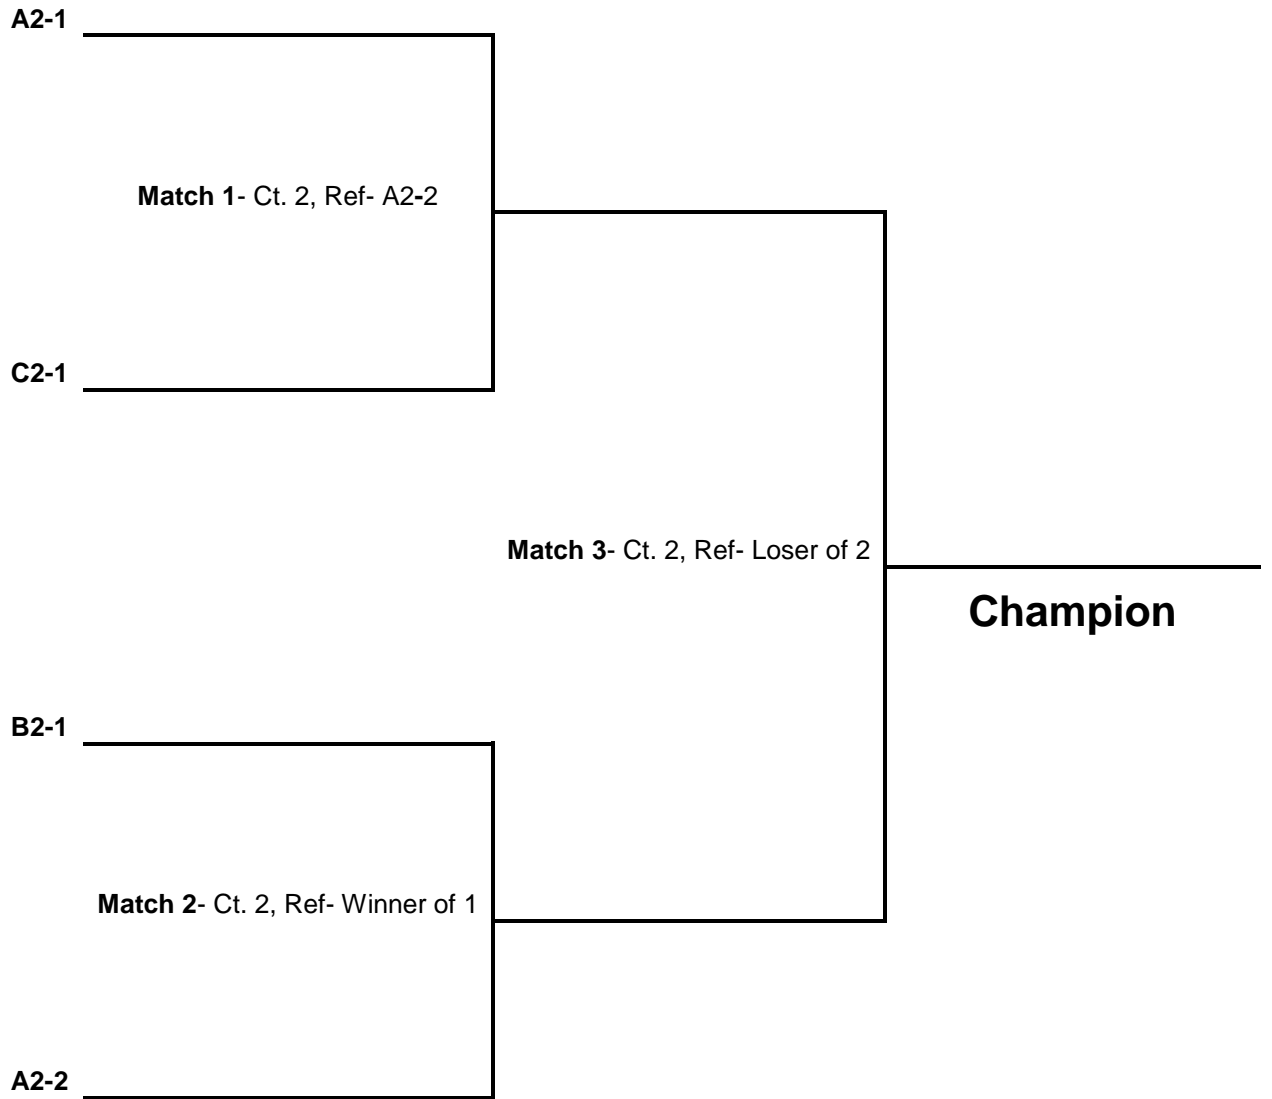 A2-1
Match 1- Ct. 2, Ref- A2-2
C2-1
Match 3- Ct. 2, Ref- Loser of 2
Champion
B2-1
Match 2- Ct. 2, Ref- Winner of 1
A2-2